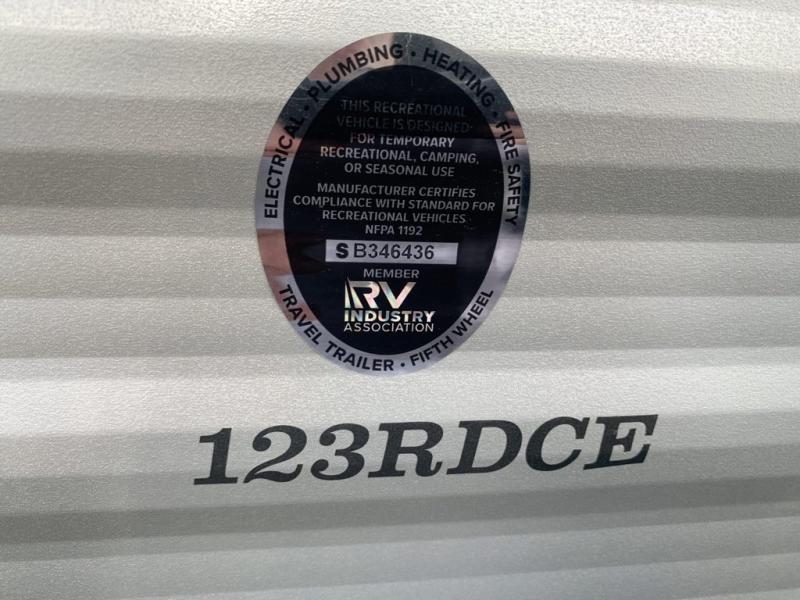 ELECTRICAL • PLUMBING • HEATING • FIRE SAFETY
THIS RECREATIONAL
VEHICLE IS DESIGNED
FOR TEMPORARY
RECREATIONAL, CAMPING,
OR SEASONAL USE
MANUFACTURER CERTIFIES
COMPLIANCE WITH STANDARD FOR
RECREATIONAL VEHICLES
NFPA 1192
S B346436
MEMBER
RV
INDUSTRY
ASSOCIATION
TRAVEL TRAILER • FIFTH WHEEL
123RDCE